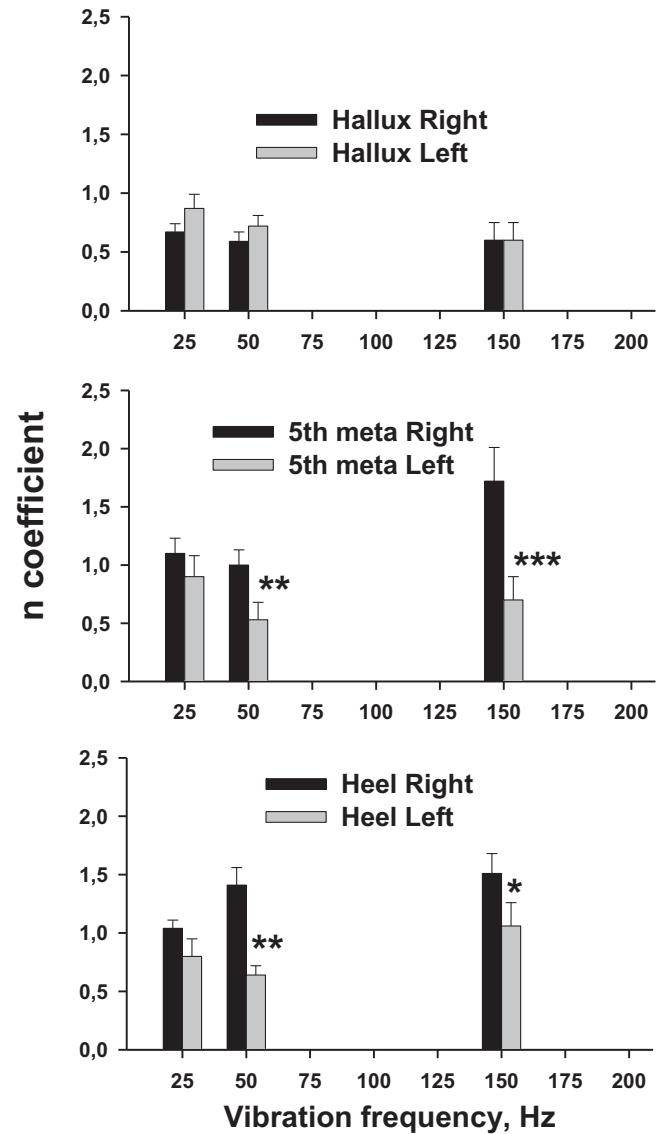 2,5
2,0
1,5
1,0
0,5
0,0
Hallux Right
Hallux Left
25 50 75 100 125 150 175 200
n coefficient
2,5
2,0
1,5
1,0
0,5
0,0
5th meta Right
5th meta Left
**
***
25 50 75 100 125 150 175 200
2,5
2,0
1,5
1,0
0,5
0,0
Heel Right
Heel Left
**
*
25 50 75 100 125 150 175 200
Vibration frequency, Hz